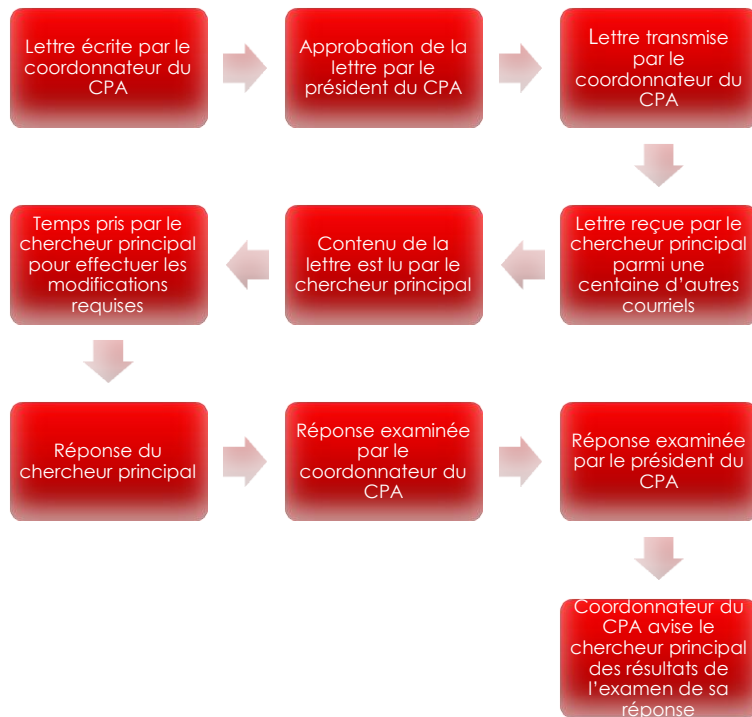 Lettre écrite par le
coordonnateur du
CPA
Approbation de la
lettre par le
président du CPA
Lettre transmise
par le
coordonnateur du
CPA
Lettre reçue par le
chercheur principal
parmi une
centaine d'autres
courriels
Contenu de la
lettre est lu par le
chercheur principal
Temps pris par le
chercheur principal
pour effectuer les
modifications
requises
Réponse du
chercheur principal
Réponse examinée
par le
coordonnateur du
CPA
Réponse examinée
par le président du
CPA
Coordonnateur du
CPA avise le
chercheur principal
des résultats de
l'examen de sa
réponse